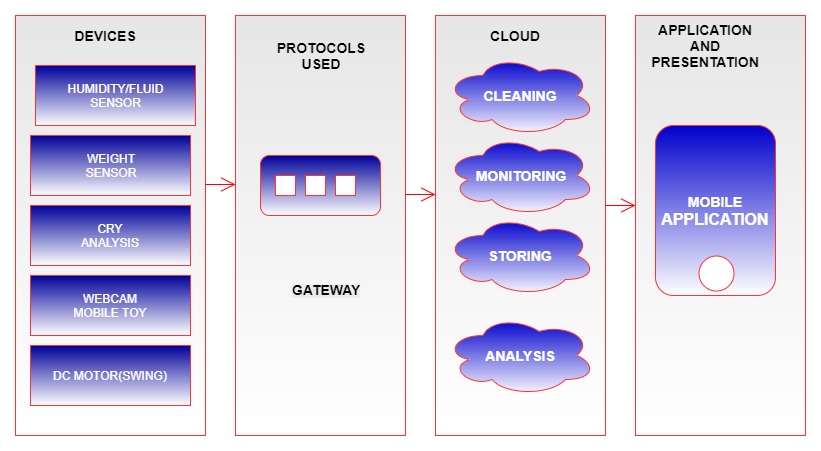 DEVICES
HUMIDITY/FLUID
SENSOR
WEIGHT
SENSOR
CRY
ANALYSIS
WEBCAM
MOBILE TOY
DC MOTOR(SWING)
PROTOCOLS
USED
GATEWAY
CLOUD
CLEANING
MONITORING
STORING
ANALYSIS
APPLICATION
AND
PRESENTATION
MOBILE
APPLICATION